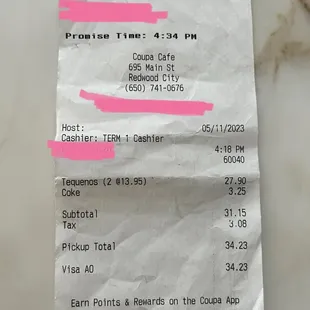 Promise Time: 4:34 PM
Coupa Cafe
695 Main St
Redwood City
(650) 741-0676
Host: 05/11/2023
Cashier: TERM 1 Cashier
4:18 PM
60040
Tequenos (2 @13.95) 27.90
Coke 3.25
Subtotal 31.15
Tax 3.08
Pickup Total 34.23
Visa AO 34.23
Earn Points & Rewards on the Coupa App